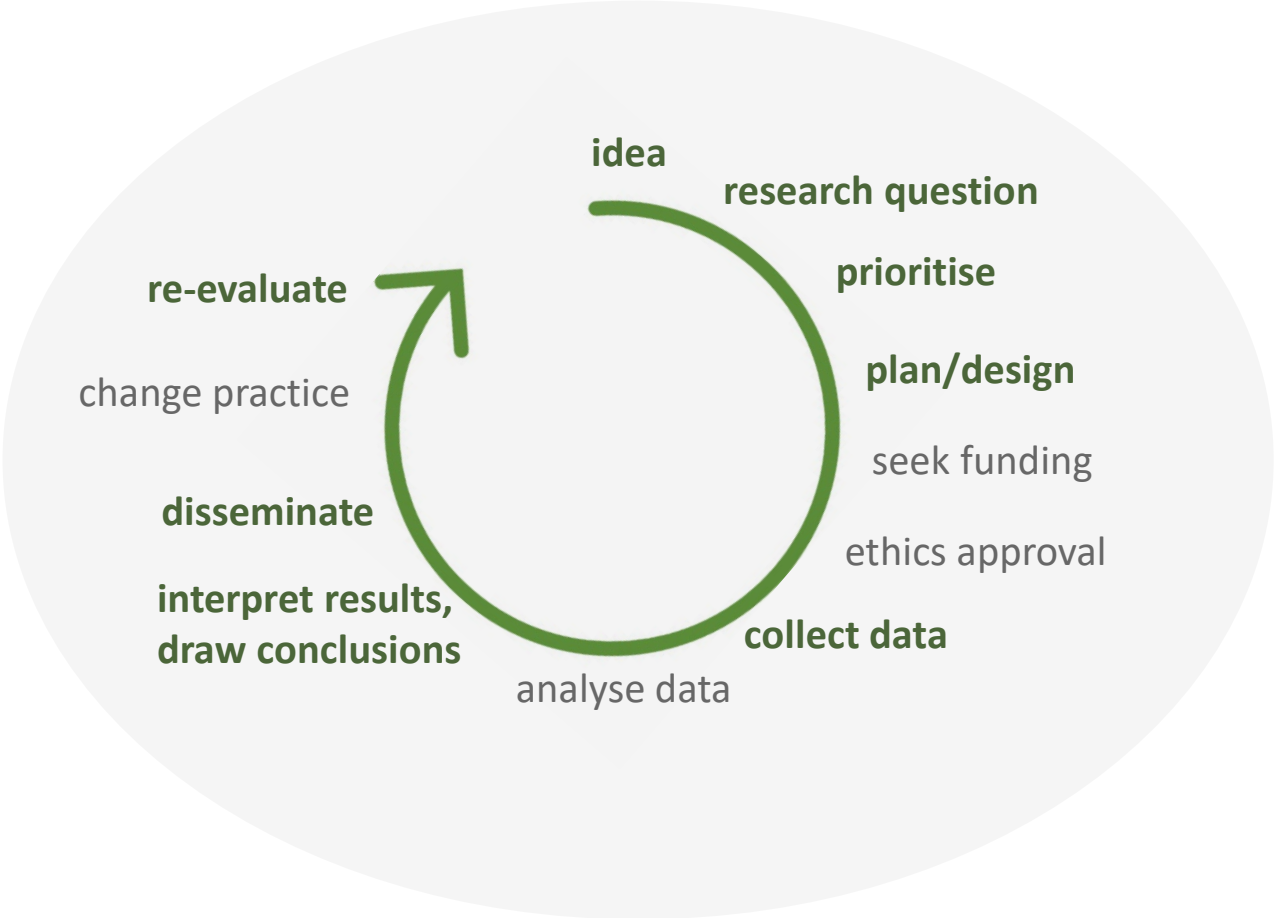 idea
research question
prioritise
plan/design
seek funding
ethics approval
collect data
analyse data
interpret results,
draw conclusions
disseminate
change practice
re-evaluate